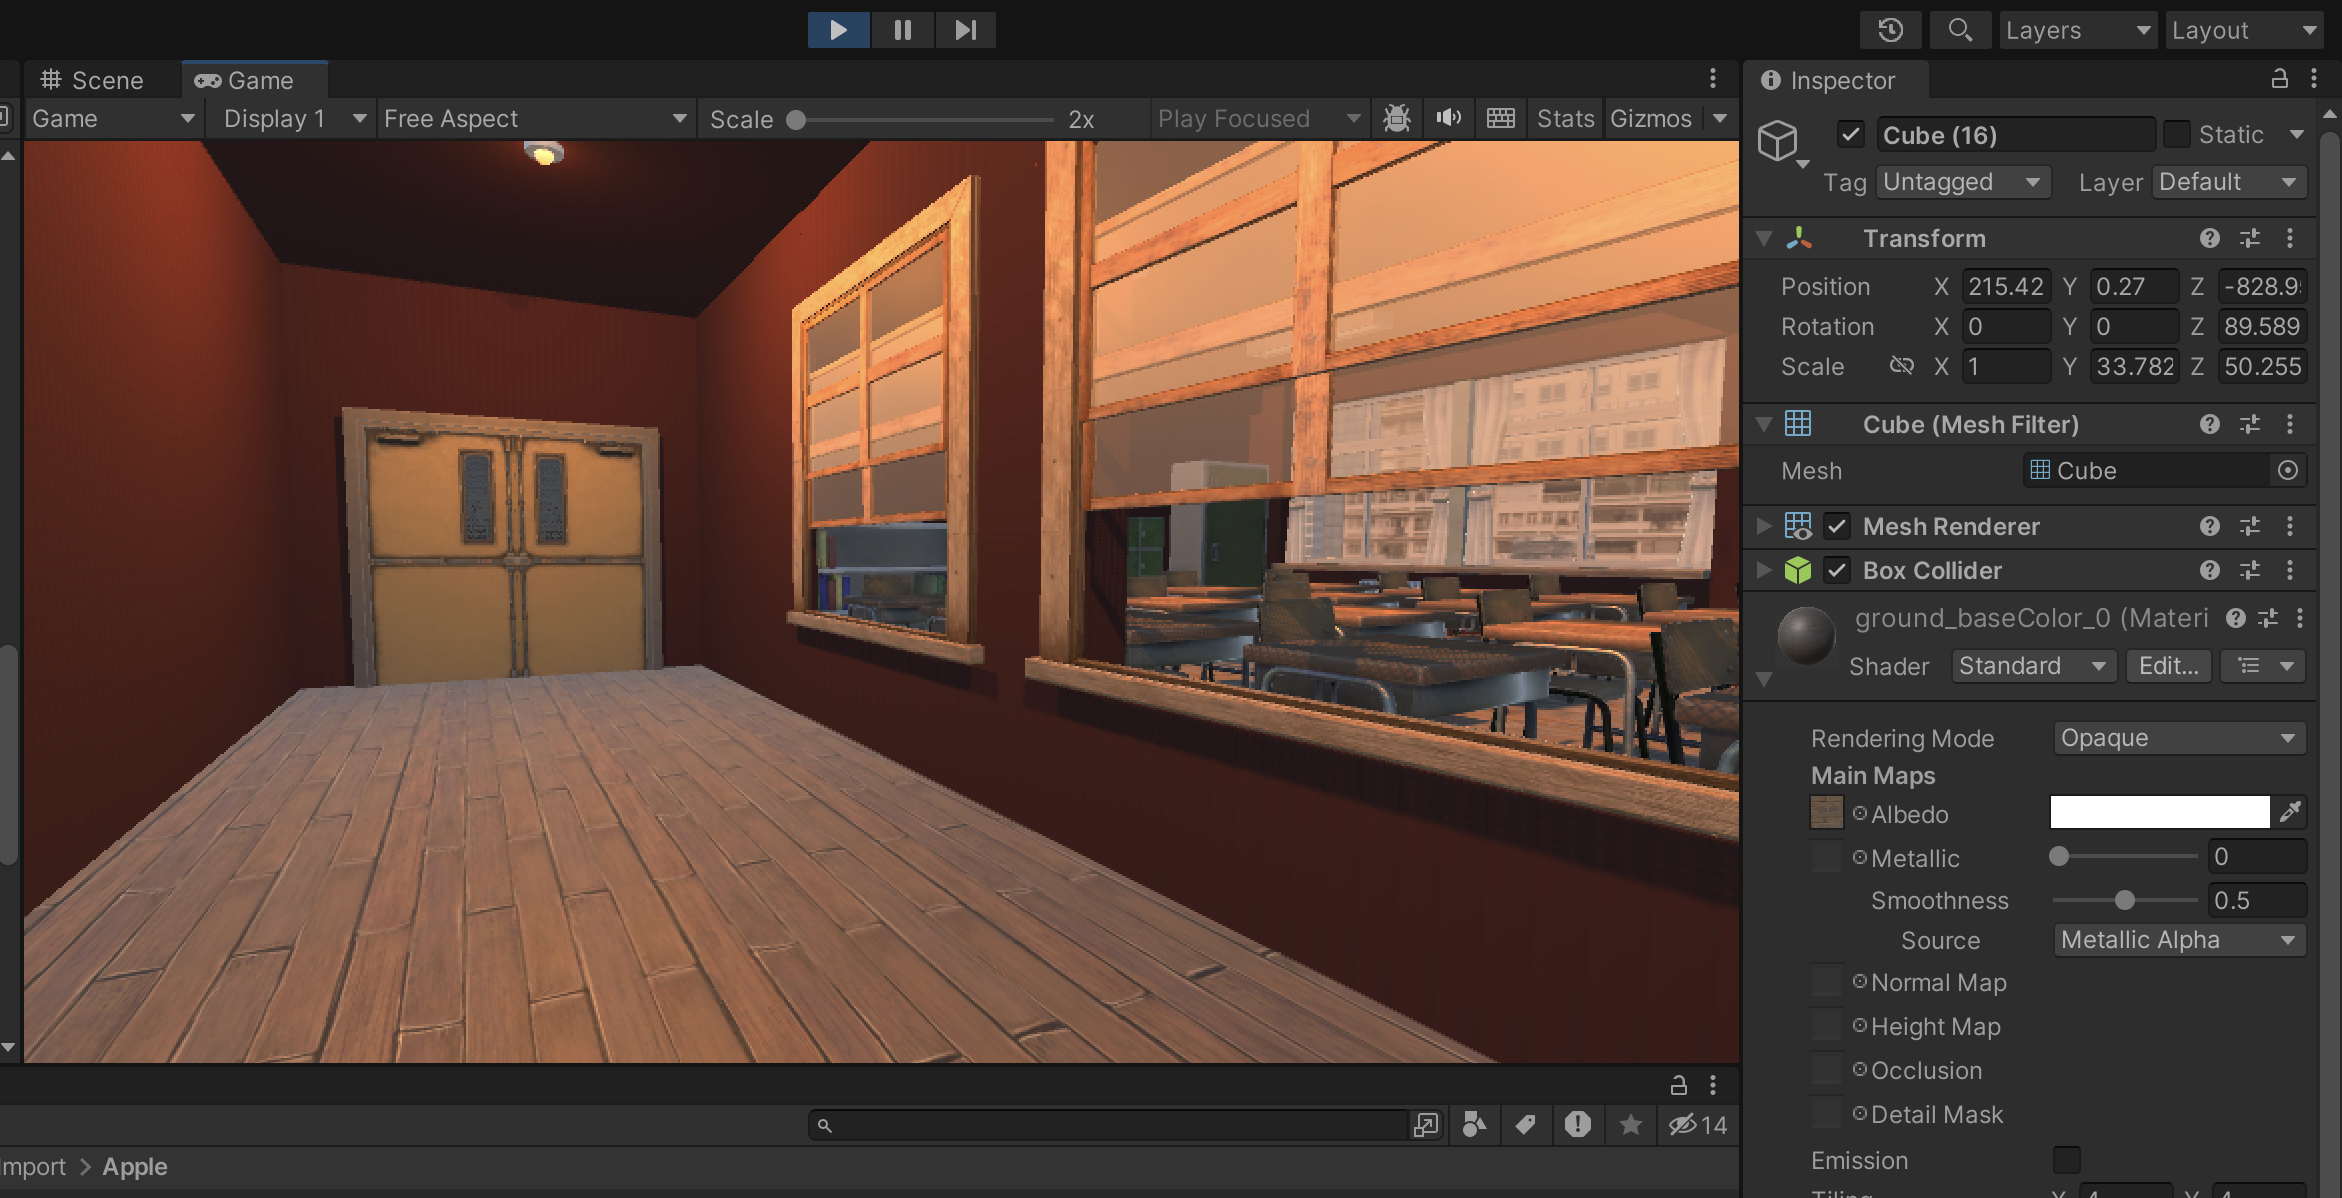 Layers
Layout
Scene
Game
Inspector
Game
Display 1
Free Aspect
Scale
2x
Play Focused
Stats
Gizmos
Cube (16)
Static
Tag
Untagged
Layer
Default
Transform
Position
X
215.42
Y
0.27
Z
-828.9
Rotation
X
0
Y
0
Z
89.589
Scale
X
1
Y
33.782
Z
50.255
Cube (Mesh Filter)
Mesh
Cube
Mesh Renderer
Box Collider
ground_baseColor_0 (Materi
Shader
Standard
Edit...
Rendering Mode
Opaque
Main Maps
Albedo
Metallic
0
Smoothness
0.5
Source
Metallic Alpha
Normal Map
Height Map
Occlusion
Detail Mask
Emission
14
Import > Apple